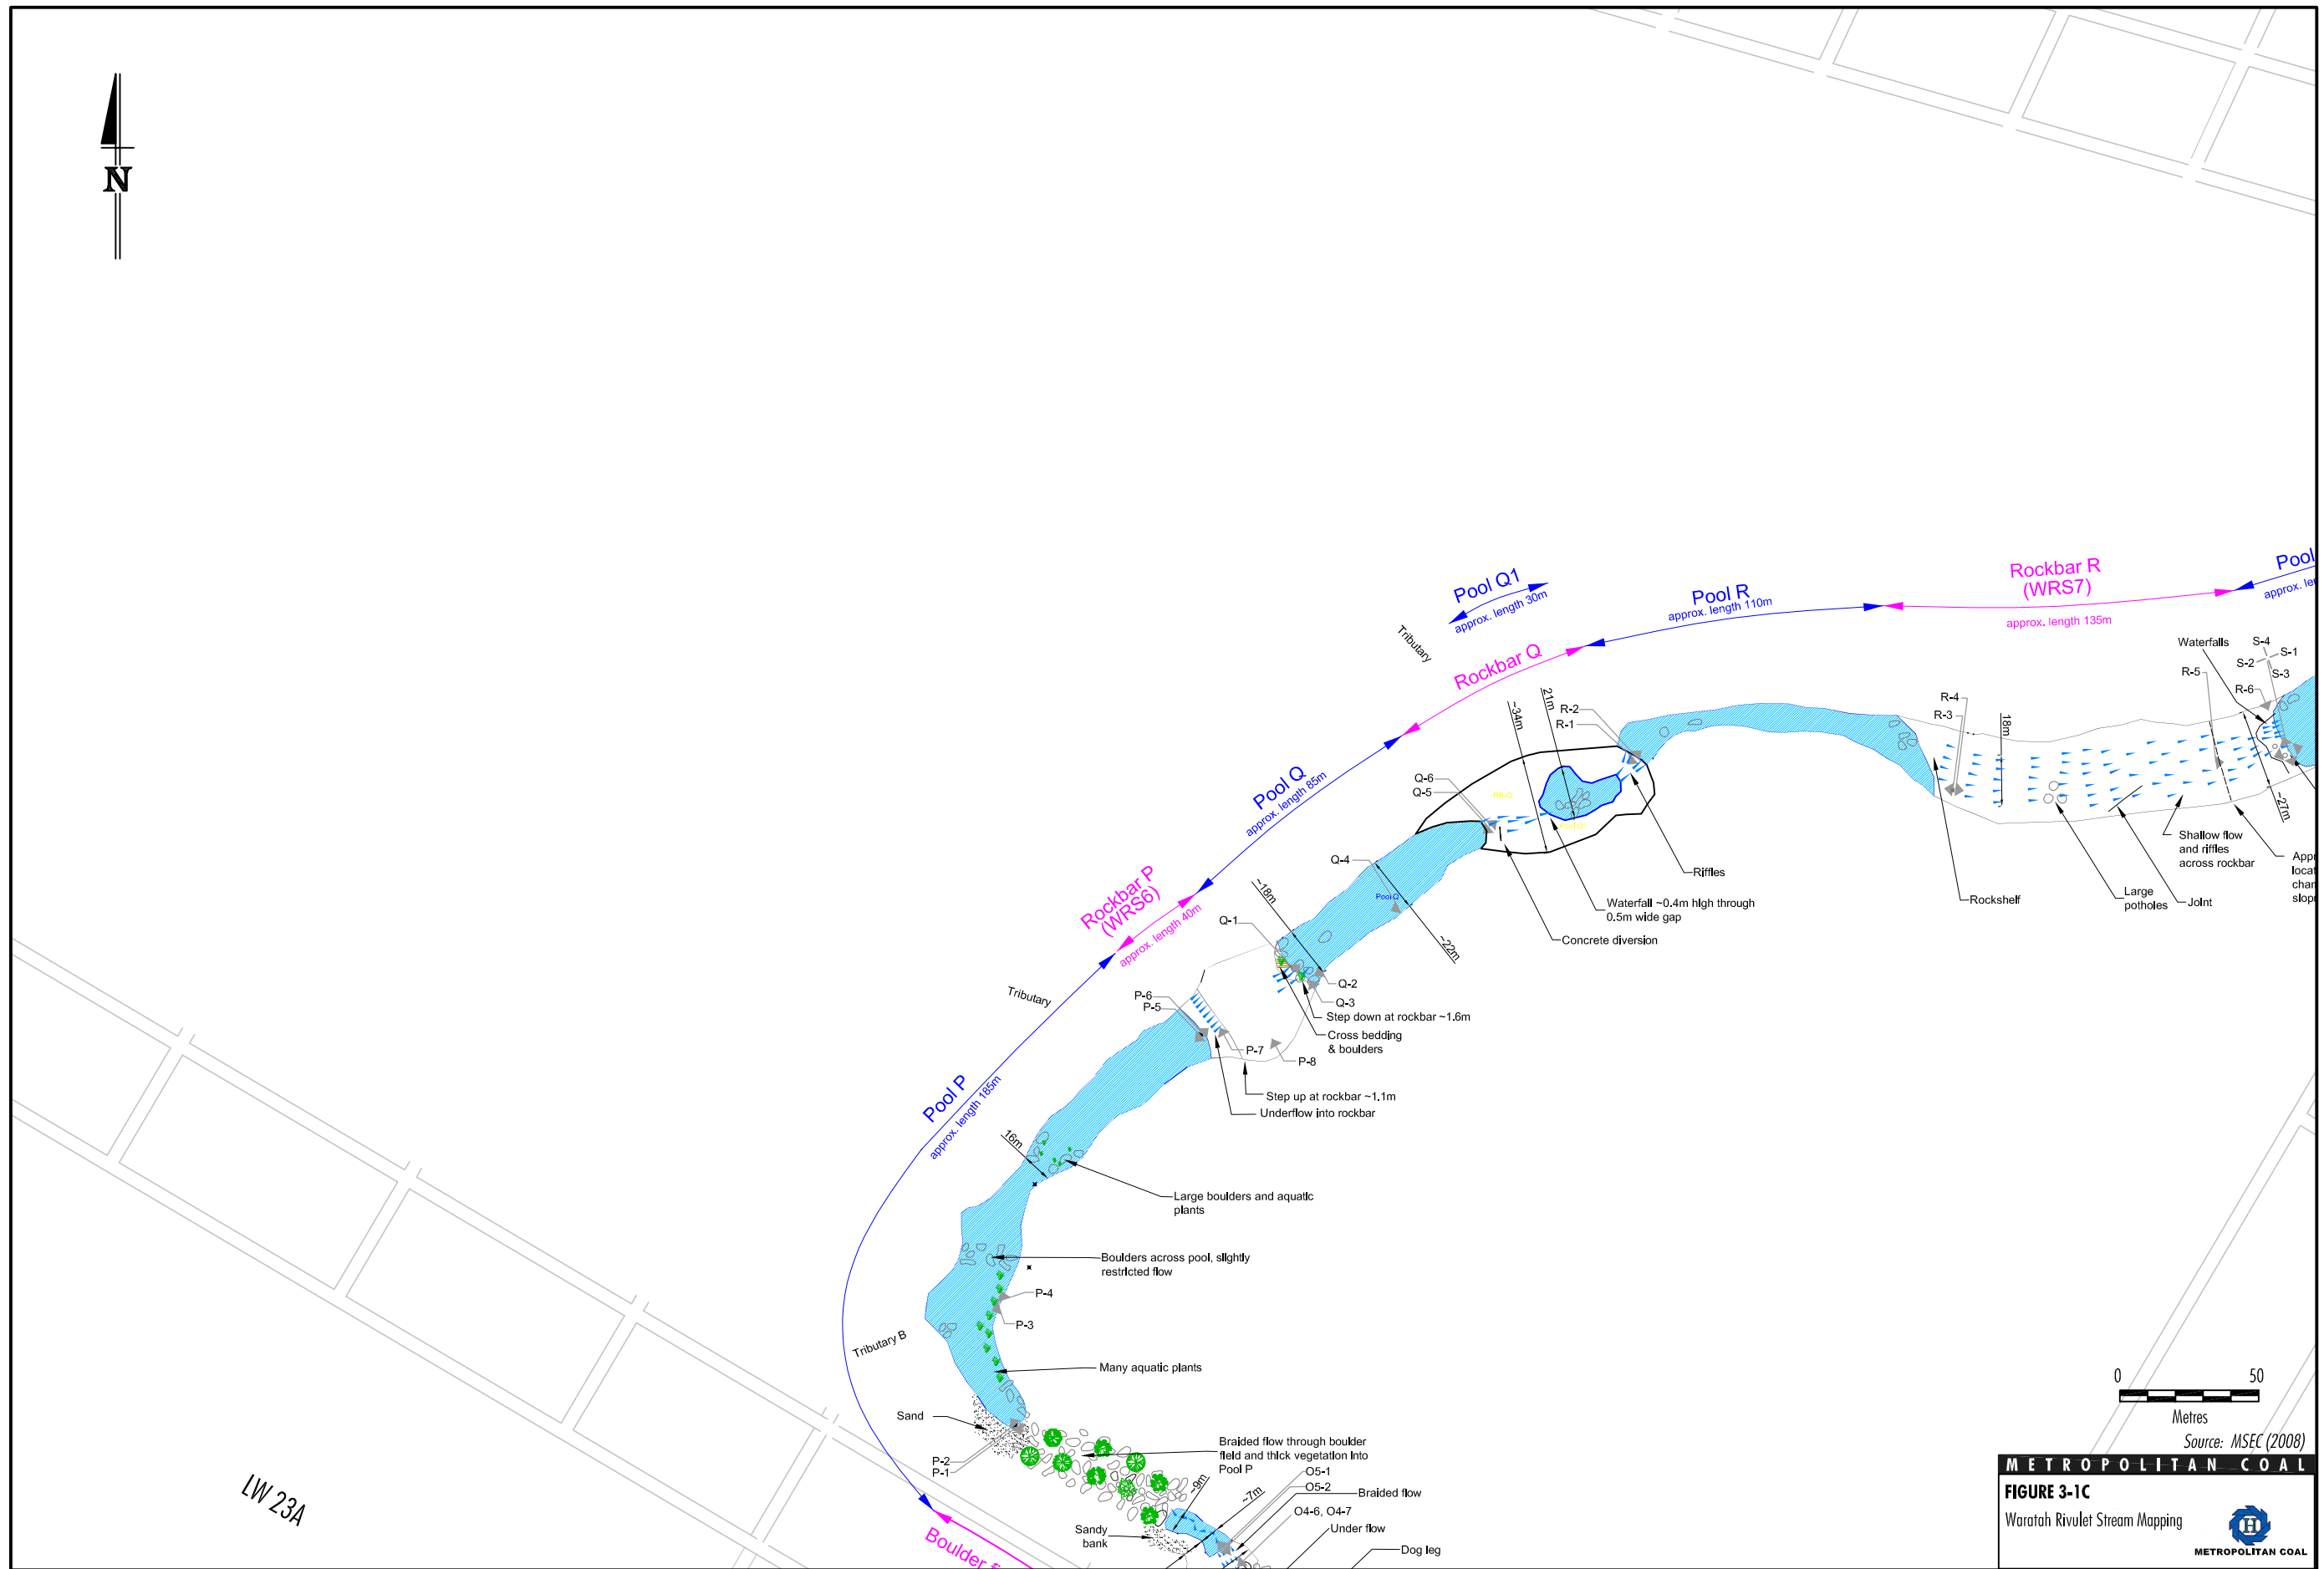 N
Pool Q1
approx. length 30m
Pool R
approx. length 110m
Rockbar R
(WRS7)
approx. length 135m
Pool
Tributary
Rockbar Q
Waterfalls
S-4
S-1
S-2
S-3
R-5
R-6
R-4
R-3
18m
~27m
R-2
R-1
21m
~34m
Pool Q
approx. length 85m
Q-6
Q-5
Pool Q
Q-4
~22m
~18m
Riffles
Waterfall ~0.4m high through
0.5m wide gap
Concrete diversion
Rockshelf
Large
potholes
Joint
Shallow flow
and riffles
across rockbar
Rockbar P
(WRS6)
approx. length 40m
Q-1
Q-2
Q-3
Step down at rockbar ~1.6m
Cross bedding
& boulders
Tributary
P-6
P-5
P-7
P-8
Step up at rockbar ~1.1m
Underflow into rockbar
Pool P
approx. length 185m
16m
Large boulders and aquatic
plants
Boulders across pool, slightly
restricted flow
P-4
P-3
Tributary B
Many aquatic plants
Sand
P-2
P-1
Braided flow through boulder
field and thick vegetation into
Pool P
~9m
~7m
O5-1
O5-2
Braided flow
O4-6, O4-7
Under flow
Dog leg
Sandy
bank
Boulder
LW 23A
0 50
Metres
Source: MSEC (2008)
METROPOLITAN COAL
FIGURE 3-1C
Waratah Rivulet Stream Mapping
METROPOLITAN COAL